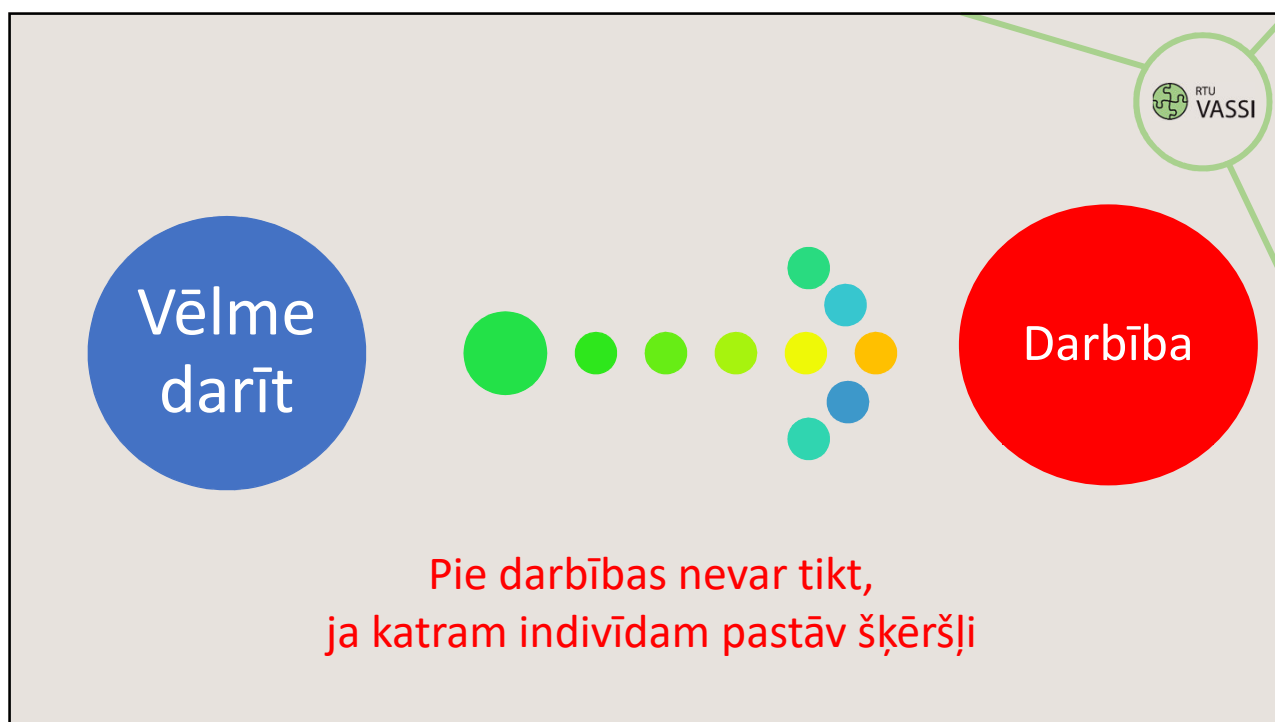 RTU
VASSI
Vēlme
darīt
Darbība
Pie darbības nevar tikt,
ja katram indivīdam pastāv šķēršļi